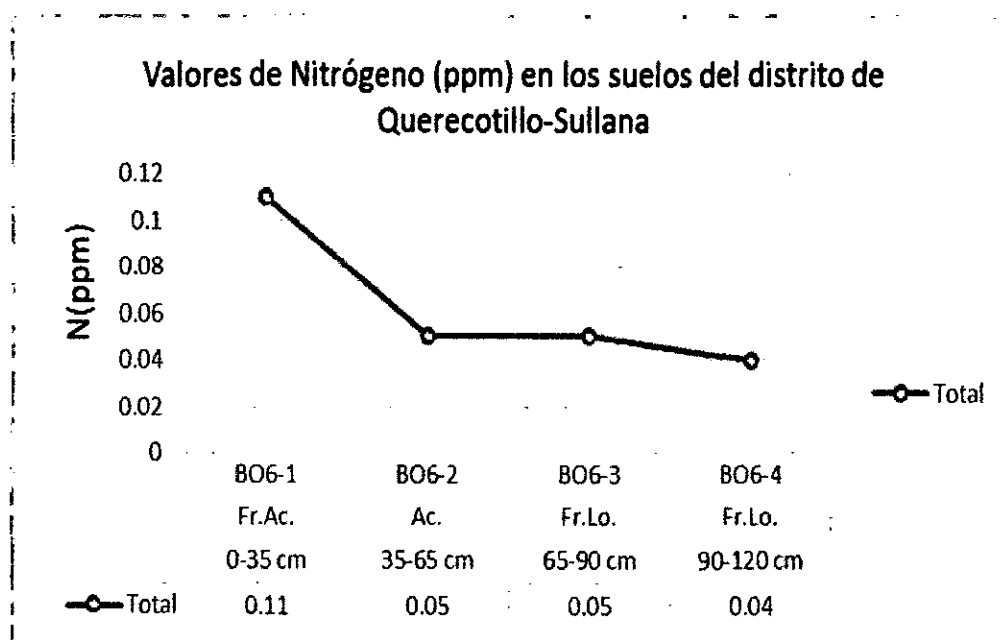 Valores de Nitrógeno (ppm) en los suelos del distrito de
Querecotillo-Sullana
N(ppm)
0.12
0.1
0.08
0.06
0.04
0.02
0
Total
BO6-1 BO6-2 BO6-3 BO6-4
Fr.Ac. Ac. Fr.Lo. Fr.Lo.
0-35 cm 35-65 cm 65-90 cm 90-120 cm
Total 0.11 0.05 0.05 0.04